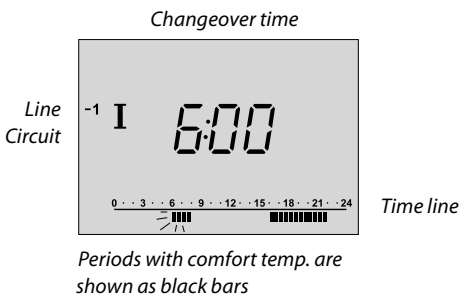 Changeover time
Line
Circuit
-1 I 6:00
0 · · 3 · · 6 · · 9 · · 12 · · 15 · · 18 · · 21 · · 24
Time line
Periods with comfort temp. are
shown as black bars